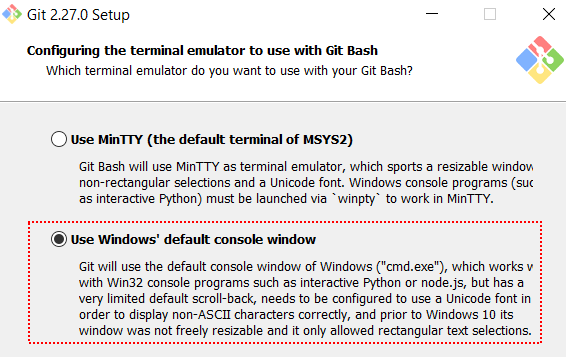 Git 2.27.0 Setup
Configuring the terminal emulator to use with Git Bash
Which terminal emulator do you want to use with your Git Bash?
Use MinTTY (the default terminal of MSYS2)
Git Bash will use MinTTY as terminal emulator, which sports a resizable window
non-rectangular selections and a Unicode font. Windows console programs (suc
as interactive Python) must be launched via `winpty` to work in MinTTY.
Use Windows' default console window
Git will use the default console window of Windows ("cmd.exe"), which works w
with Win32 console programs such as interactive Python or node.js, but has a
very limited default scroll-back, needs to be configured to use a Unicode font in
order to display non-ASCII characters correctly, and prior to Windows 10 its
window was not freely resizable and it only allowed rectangular text selections.